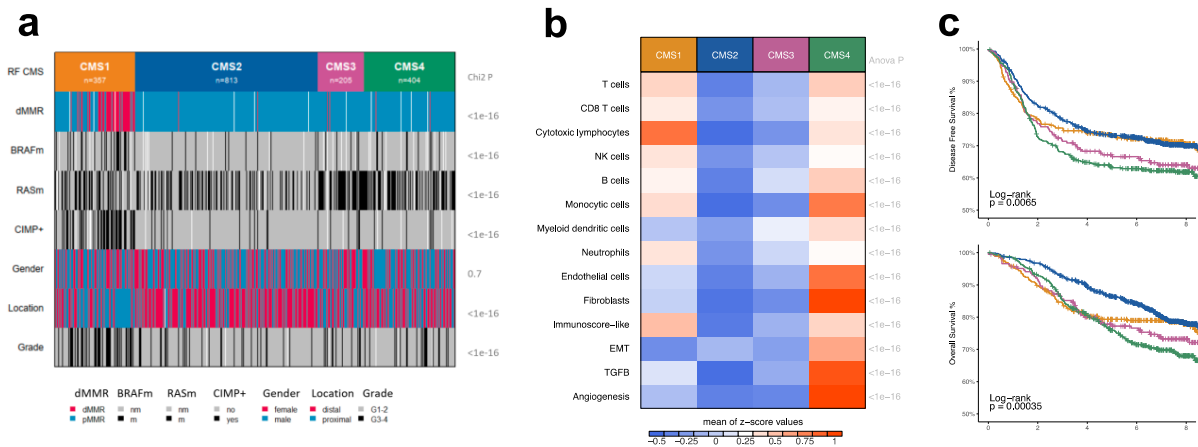 a
CMS1 CMS2 CMS3 CMS4
RF CMS n=357 n=813 n=205 n=404 Chi2 P
dMMR <1e-16
BRAFm <1e-16
RASm <1e-16
CIMP+ <1e-16
Gender 0.7
Location <1e-16
Grade <1e-16
dMMR BRAFm RASm CIMP+ Gender Location Grade
dMMR nm nm no female distal G1-2
pMMR m m yes male proximal G3-4
b
CMS1 CMS2 CMS3 CMS4 Anova P
T cells <1e-16
CD8 T cells <1e-16
Cytotoxic lymphocytes <1e-16
NK cells <1e-16
B cells <1e-16
Monocytic cells <1e-16
Myeloid dendritic cells <1e-16
Neutrophils <1e-16
Endothelial cells <1e-16
Fibroblasts <1e-16
Immunoscore-like <1e-16
EMT <1e-16
TGFB <1e-16
Angiogenesis <1e-16
mean of z-score values
-0.5 -0.25 0 0.25 0.5 0.75 1
c
Disease Free Survival %
100%
90%
80%
70%
60%
50%
Log-rank
p = 0.0065
0 2 4 6 8
Overall Survival %
100%
90%
80%
70%
60%
50%
Log-rank
p = 0.00035
0 2 4 6 8